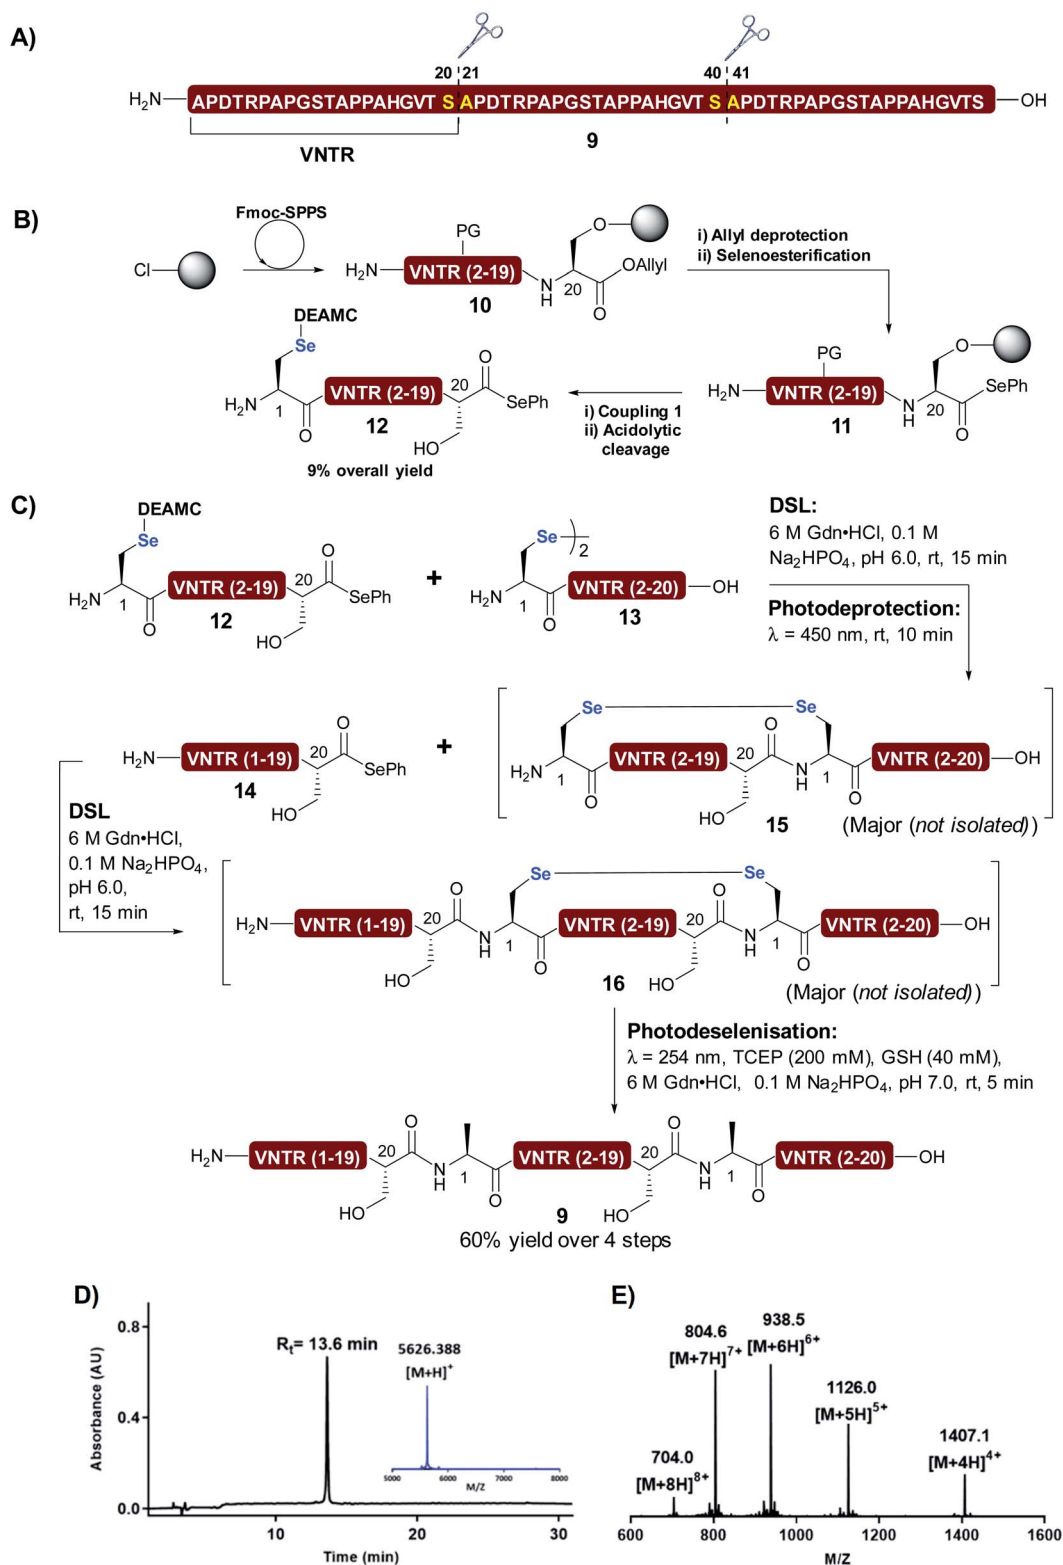 A)
20 21
40 41
H₂N APDTRPAPGSTAPPAHGVT S APDTRPAPGSTAPPAHGVT S APDTRPAPGSTAPPAHGVTS OH
VNTR
9
B)
Fmoc-SPPS
Cl
PG
H₂N VNTR (2-19) N H 20 O OAllyl O
10
i) Allyl deprotection
ii) Selenoesterification
DEAMC
Se
H₂N 1 O VNTR (2-19) 20 O SePh HO
12
9% overall yield
i) Coupling 1
ii) Acidolytic
cleavage
PG
H₂N VNTR (2-19) N H 20 O SePh O
11
C)
DEAMC
Se
H₂N 1 O VNTR (2-19) 20 O SePh HO
12
+
Se )2
H₂N 1 O VNTR (2-20) OH
13
DSL:
6 M Gdn•HCl, 0.1 M
Na₂HPO₄, pH 6.0, rt, 15 min
Photodeprotection:
λ = 450 nm, rt, 10 min
H₂N VNTR (1-19) 20 O SePh HO
14
+
Se Se
H₂N 1 O VNTR (2-19) 20 O HO N H 1 O VNTR (2-20) OH
15
(Major (not isolated))
DSL
6 M Gdn•HCl,
0.1 M Na₂HPO₄,
pH 6.0,
rt, 15 min
Se Se
H₂N VNTR (1-19) 20 O HO N H 1 O VNTR (2-19) 20 O HO N H 1 O VNTR (2-20) OH
16
(Major (not isolated))
Photodeselenisation:
λ = 254 nm, TCEP (200 mM), GSH (40 mM),
6 M Gdn•HCl, 0.1 M Na₂HPO₄, pH 7.0, rt, 5 min
H₂N VNTR (1-19) 20 O HO N H 1 O VNTR (2-19) 20 O HO N H 1 O VNTR (2-20) OH
9
60% yield over 4 steps
D)
Absorbance (AU)
0.8
0.4
0.0
Rₜ= 13.6 min
5626.388
[M+H]⁺
5000 6000 7000 8000
M/Z
10 20 30
Time (min)
E)
704.0
[M+8H]⁸⁺
804.6
[M+7H]⁷⁺
938.5
[M+6H]⁶⁺
1126.0
[M+5H]⁵⁺
1407.1
[M+4H]⁴⁺
600 800 1000 1200 1400 1600
M/Z